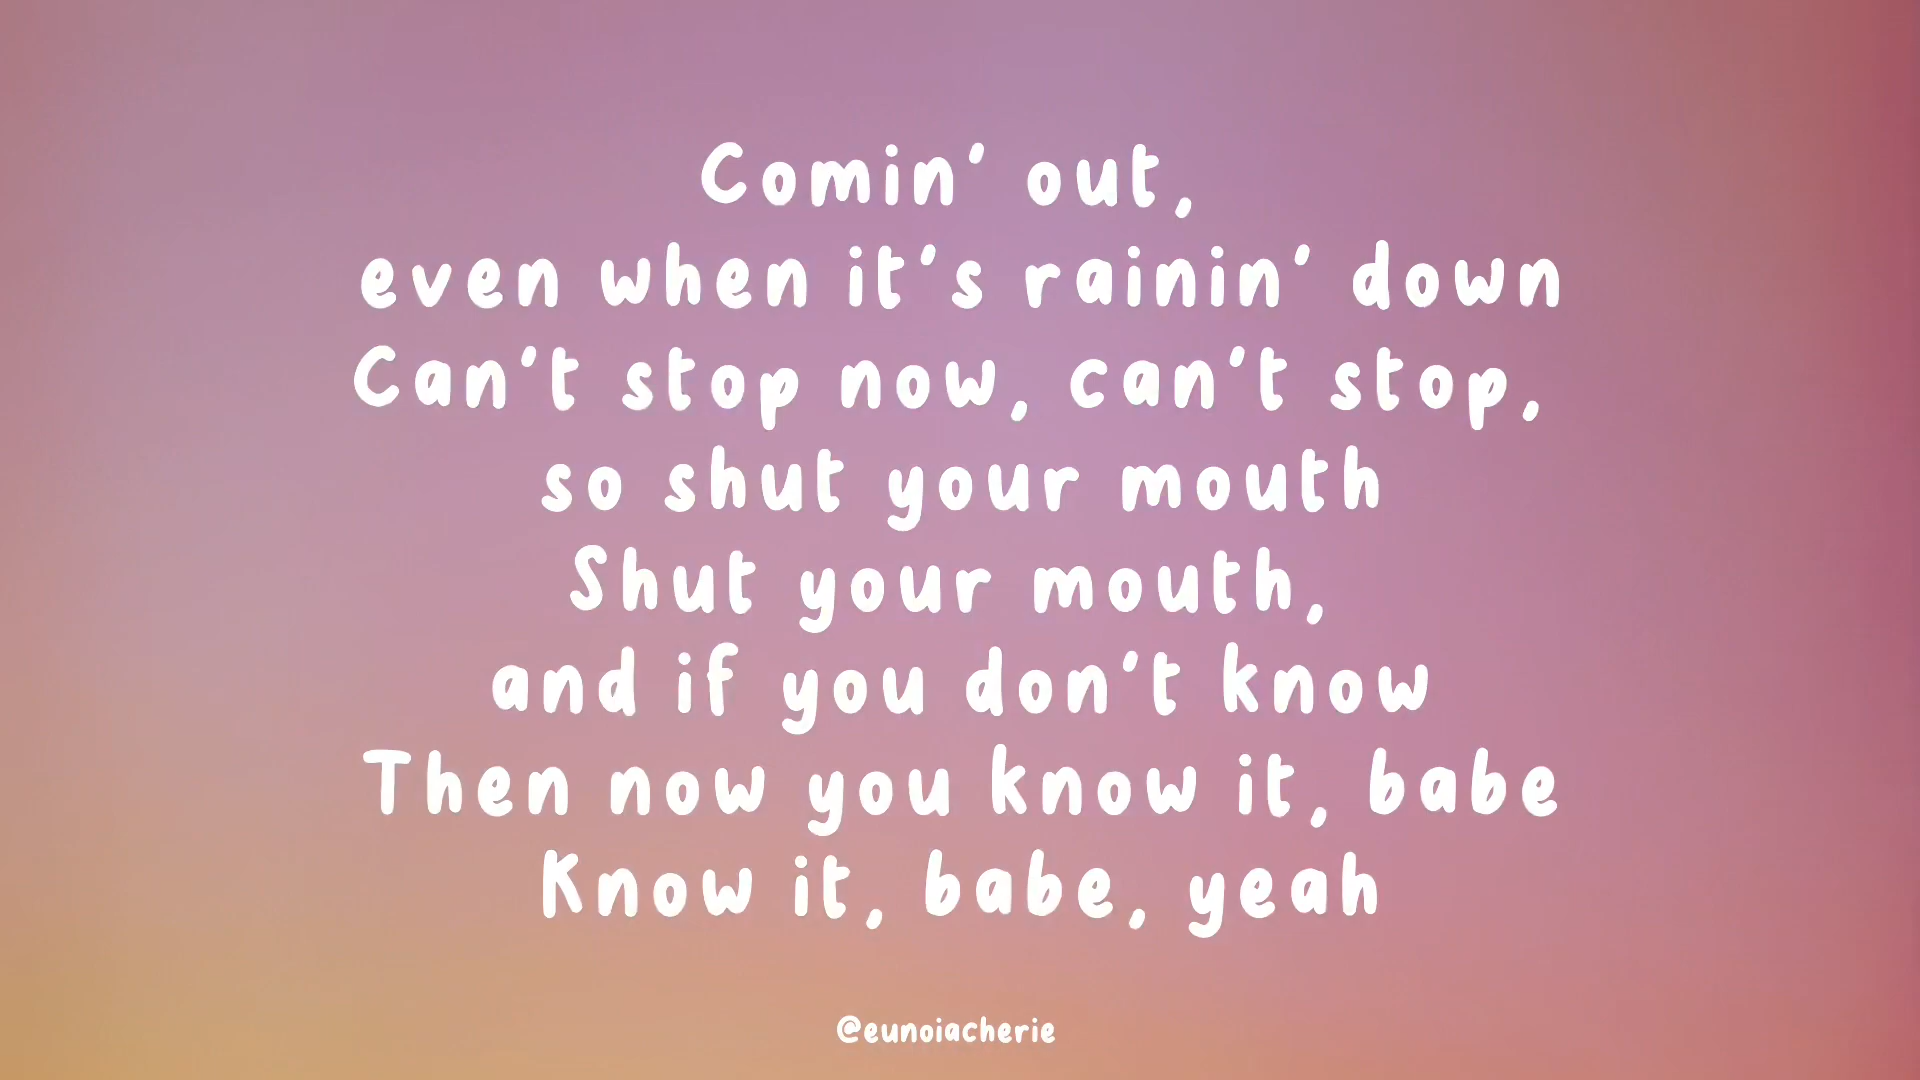 Comin' out,
even when it's rainin' down
Can't stop now, can't stop,
so shut your mouth
Shut your mouth,
and if you don't know
Then now you know it, babe
Know it, babe, yeah
@eunoiacherie